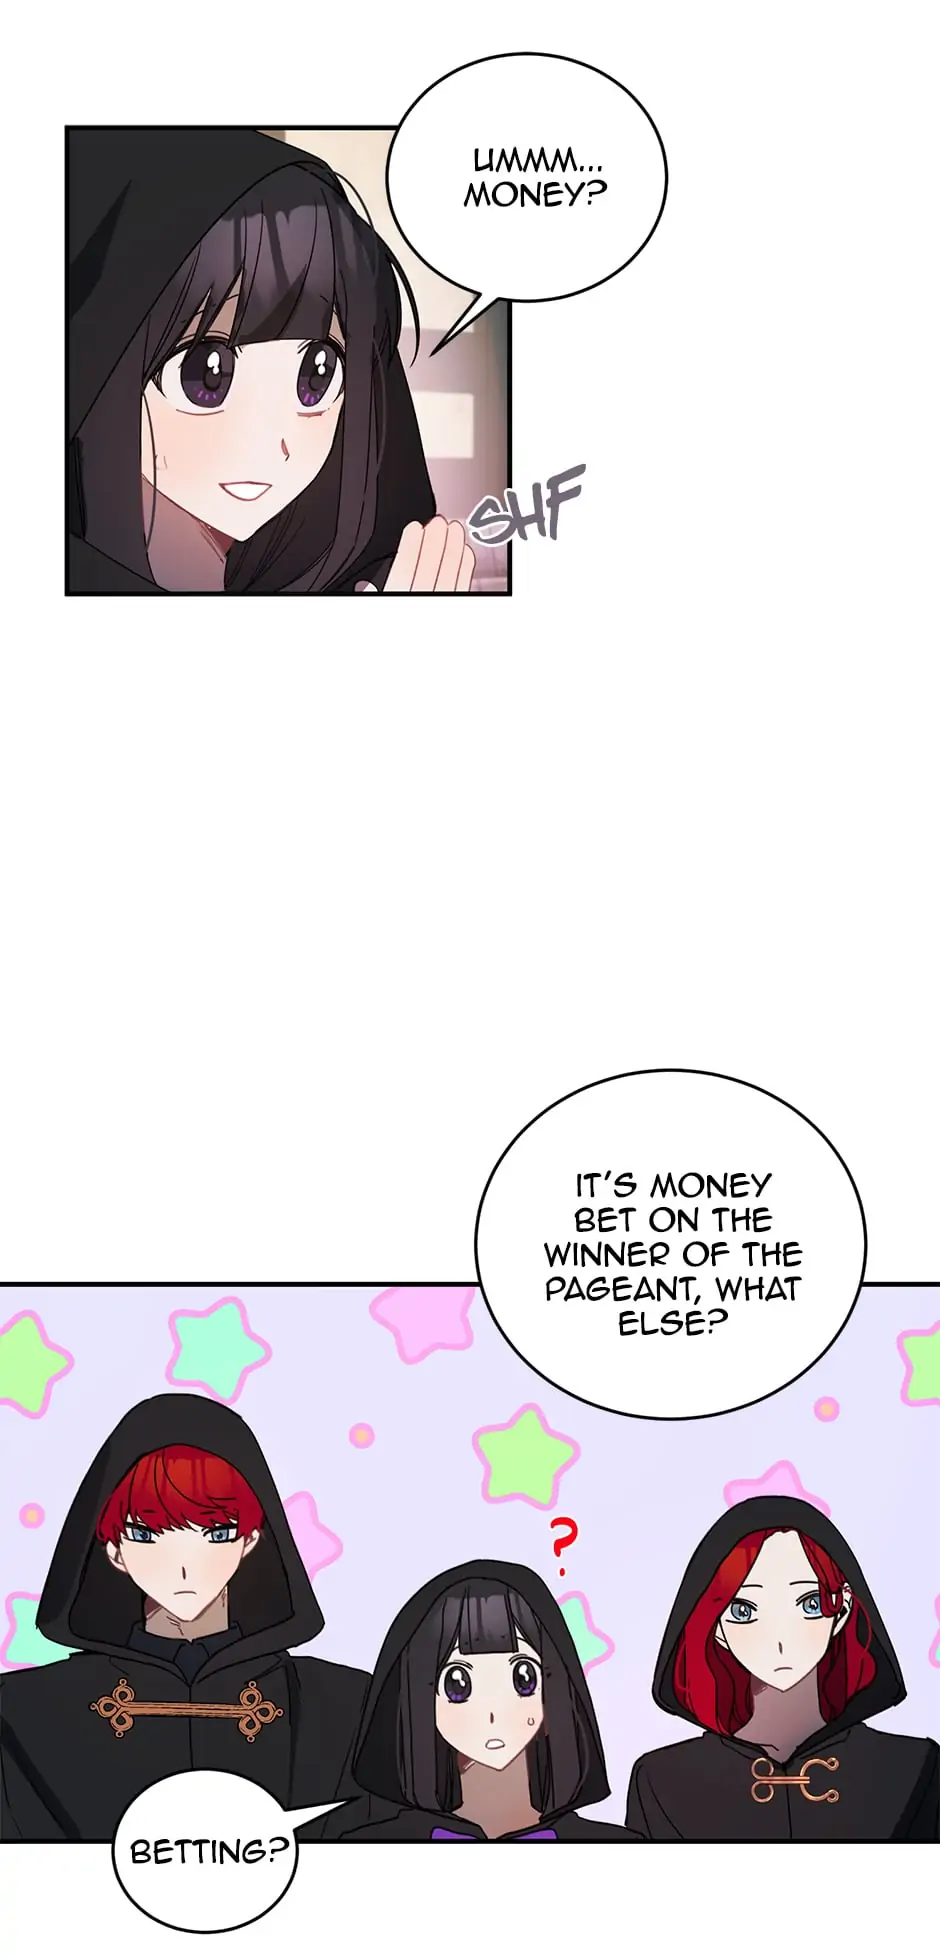 UMMM...
MONEY?
SHF
IT'S MONEY
BET ON THE
WINNER OF THE
PAGEANT, WHAT
ELSE?
?
BETTING?